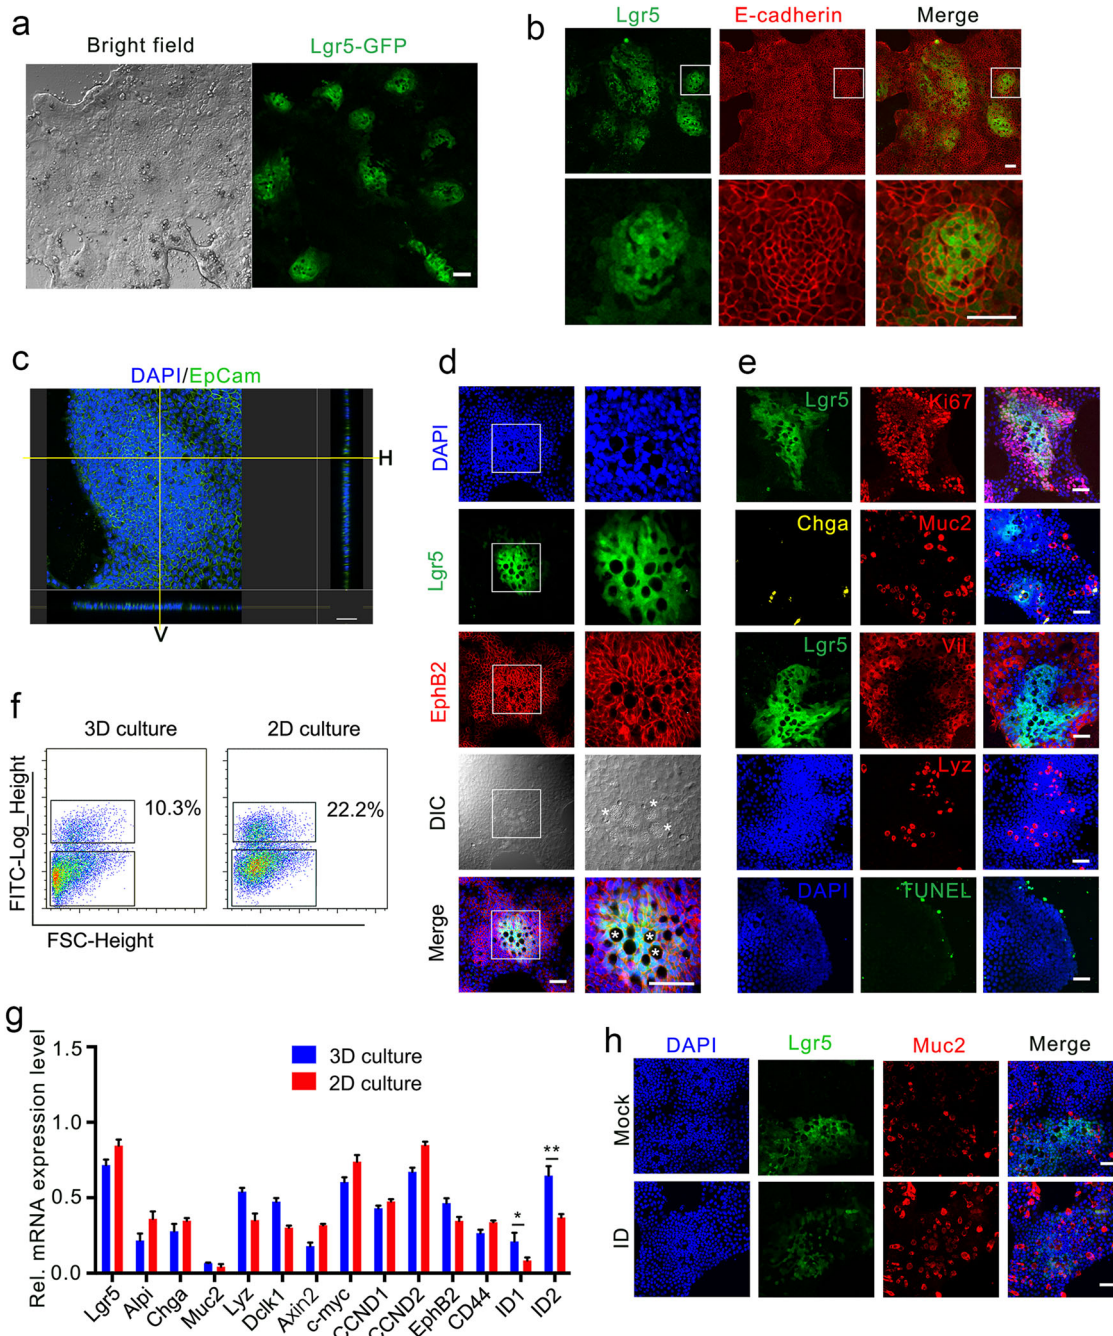 a
Bright field
Lgr5-GFP
b
Lgr5
E-cadherin
Merge
c
DAPI/EpCam
H
V
d
DAPI
Lgr5
EphB2
DIC
* * *
Merge
* * *
e
Lgr5
Ki67
Chga
Muc2
Lgr5
Vil
Lyz
DAPI
TUNEL
f
3D culture
2D culture
10.3%
22.2%
FITC-Log_Height
FSC-Height
g
Rel. mRNA expression level
1.5
1.0
0.5
0.0
3D culture
2D culture
*
**
Lgr5
Alpi
Chga
Muc2
Lyz
Dclk1
Axin2
c-myc
CCND1
CCND2
EphB2
CD44
ID1
ID2
h
DAPI
Lgr5
Muc2
Merge
Mock
ID